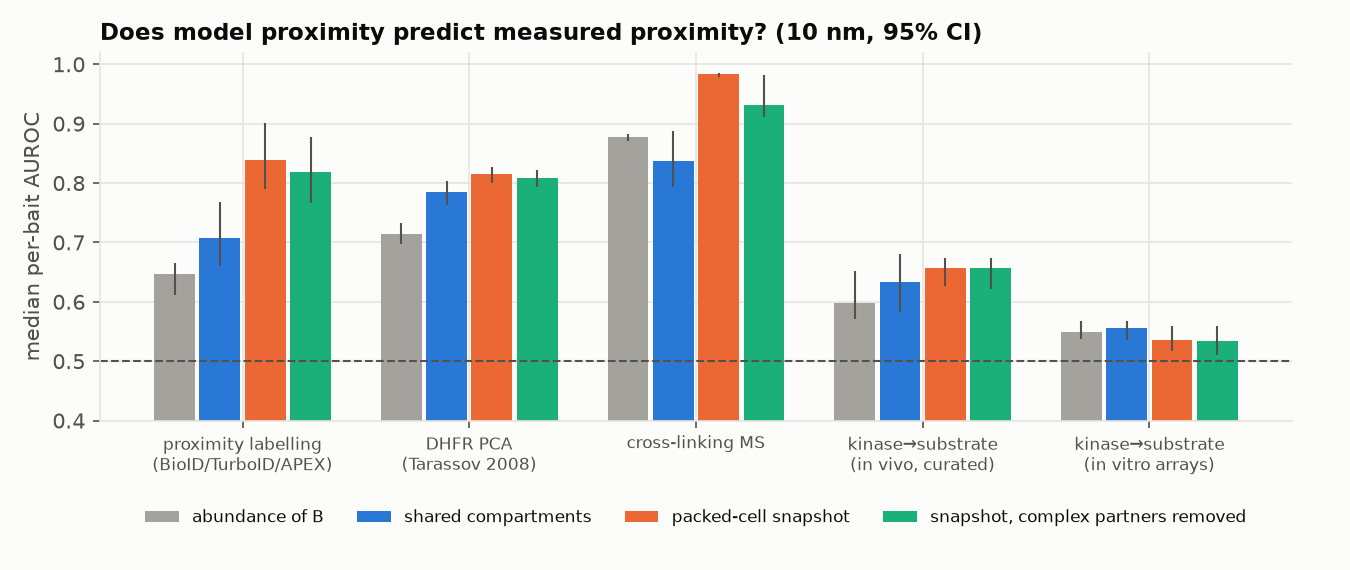 Does model proximity predict measured proximity? (10 nm, 95% CI)
median per-bait AUROC
1.0
0.9
0.8
0.7
0.6
0.5
0.4
proximity labelling
(BioID/TurboID/APEX)
DHFR PCA
(Tarassov 2008)
cross-linking MS
kinase→substrate
(in vivo, curated)
kinase→substrate
(in vitro arrays)
abundance of B
shared compartments
packed-cell snapshot
snapshot, complex partners removed